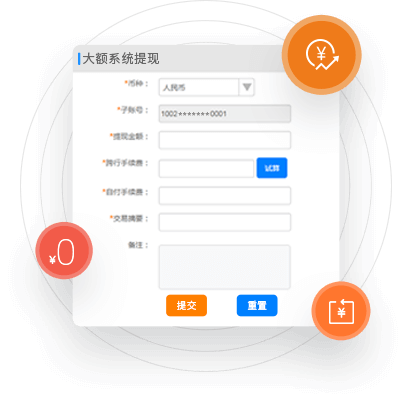 大额系统提现
*币种：
人民币
*子账号：
1002*******0001
*提现金额：
*跨行手续费：
试算
*自付手续费：
*交易摘要：
备注：
¥0
提交
重置
¥
¥